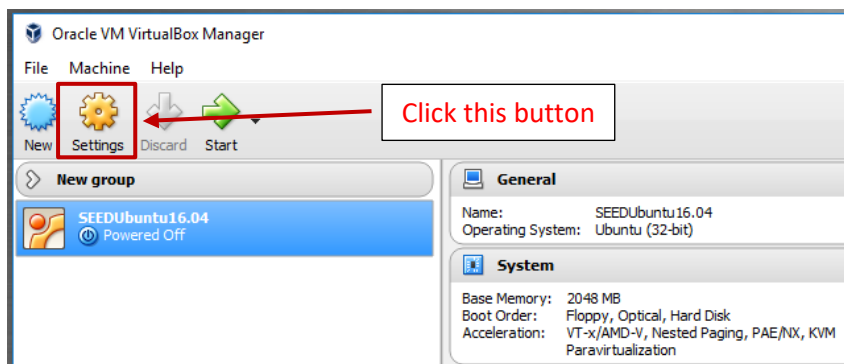 Oracle VM VirtualBox Manager
File Machine Help
New Settings Discard Start
Click this button
New group
SEEDUbuntu16.04
Powered Off
General
Name: SEEDUbuntu16.04
Operating System: Ubuntu (32-bit)
System
Base Memory: 2048 MB
Boot Order: Floppy, Optical, Hard Disk
Acceleration: VT-x/AMD-V, Nested Paging, PAE/NX, KVM
Paravirtualization